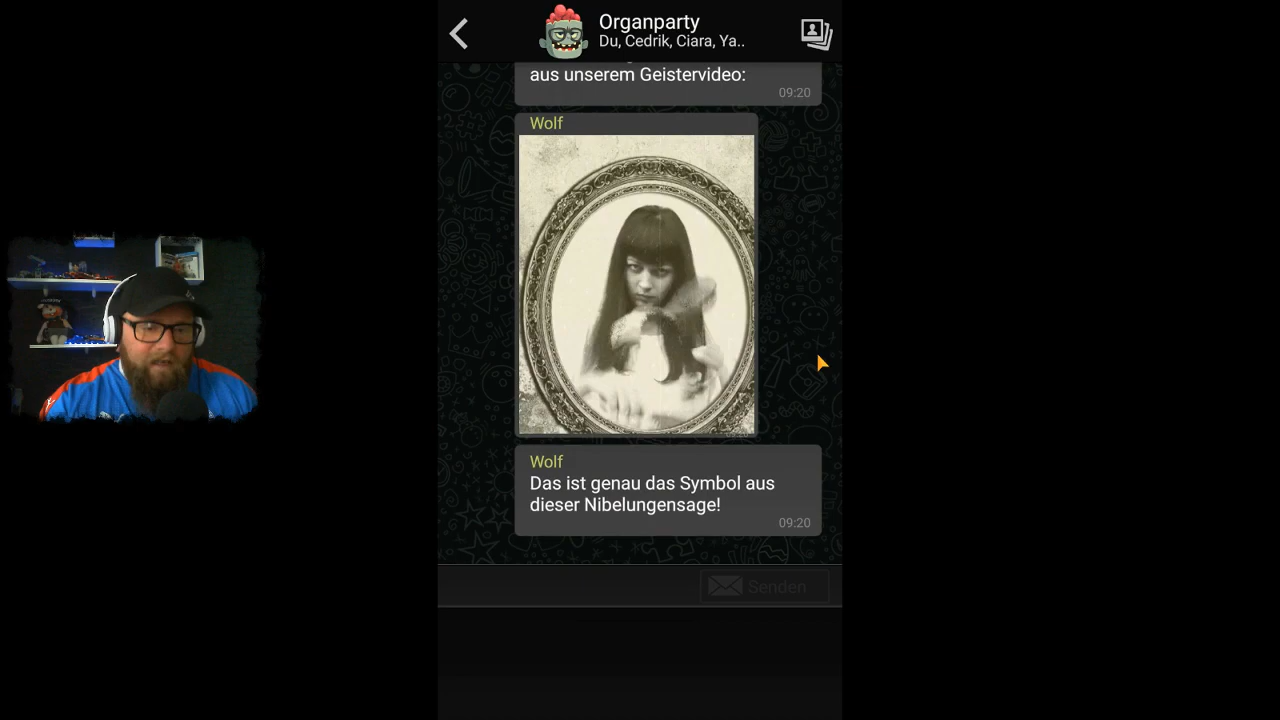 Organparty
Du, Cedrik, Ciara, Ya..
aus unserem Geistervideo:
09:20
Wolf
Wolf
Das ist genau das Symbol aus
dieser Nibelungensage!
09:20
Senden